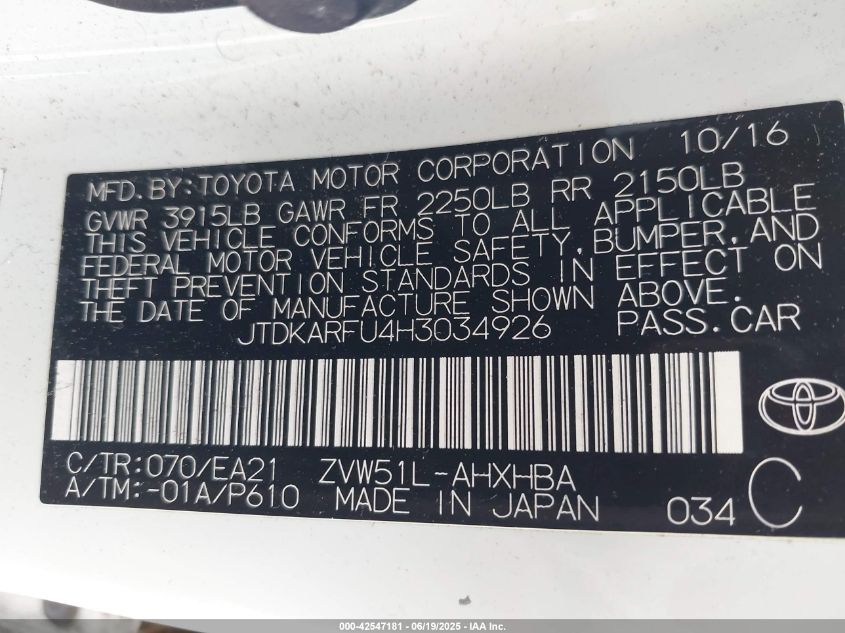 MFD. BY: TOYOTA MOTOR CORPORATION 10/16
GVWR 3915LB GAWR FR 2250LB RR 2150LB
THIS VEHICLE CONFORMS TO ALL APPLICABLE
FEDERAL MOTOR VEHICLE SAFETY, BUMPER, AND
THEFT PREVENTION STANDARDS IN EFFECT ON
THE DATE OF MANUFACTURE SHOWN ABOVE.
JTDKARFU4H3034926 PASS. CAR
C/TR: 070/EA21 ZVW51L-AHXHBA
A/TM: -01A/P610 MADE IN JAPAN 034 C
000-42547181 - 06/19/2025 - IAA Inc.